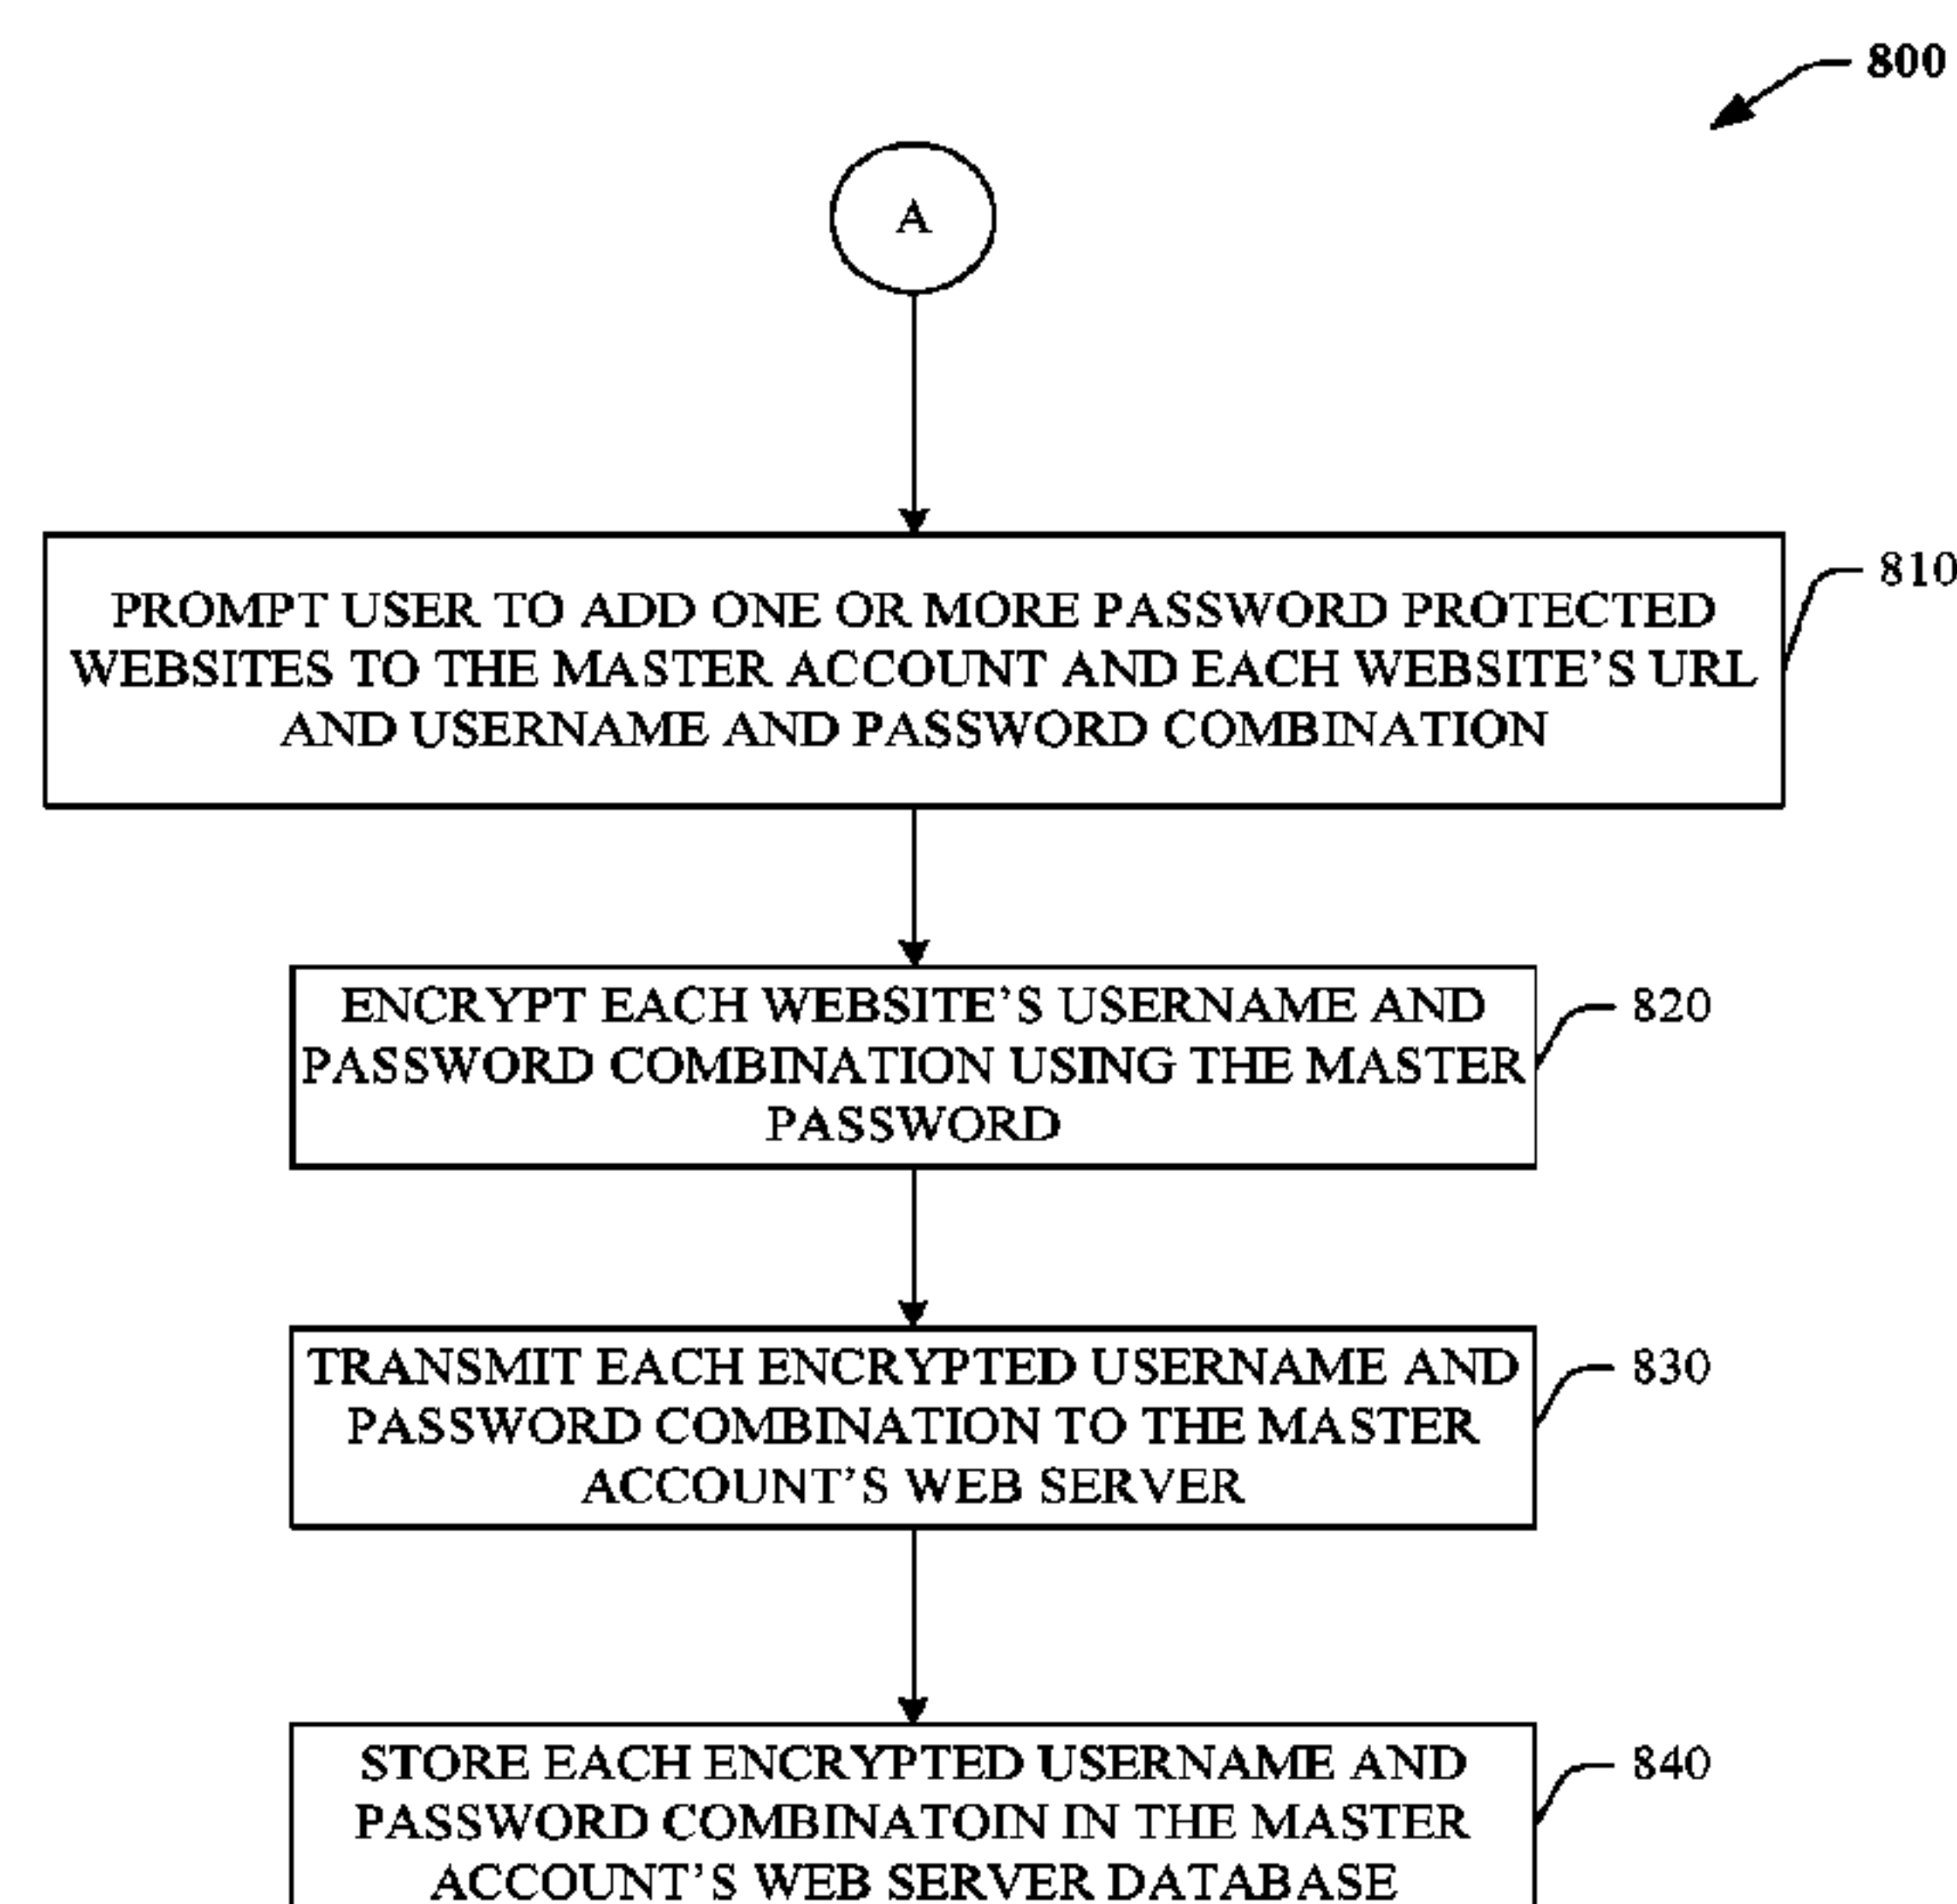 800
A
810
PROMPT USER TO ADD ONE OR MORE PASSWORD PROTECTED
WEBSITES TO THE MASTER ACCOUNT AND EACH WEBSITE'S URL
AND USERNAME AND PASSWORD COMBINATION
820
ENCRYPT EACH WEBSITE'S USERNAME AND
PASSWORD COMBINATION USING THE MASTER
PASSWORD
830
TRANSMIT EACH ENCRYPTED USERNAME AND
PASSWORD COMBINATION TO THE MASTER
ACCOUNT'S WEB SERVER
840
STORE EACH ENCRYPTED USERNAME AND
PASSWORD COMBINATOIN IN THE MASTER
ACCOUNT'S WEB SERVER DATABASE